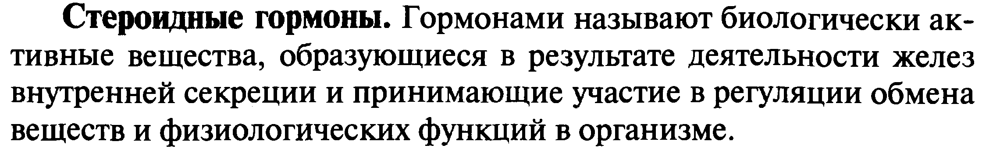 Стероидные гормоны. Гормонами называют биологически ак-
тивные вещества, образующиеся в результате деятельности желез
внутренней секреции и принимающие участие в регуляции обмена
веществ и физиологических функций в организме.